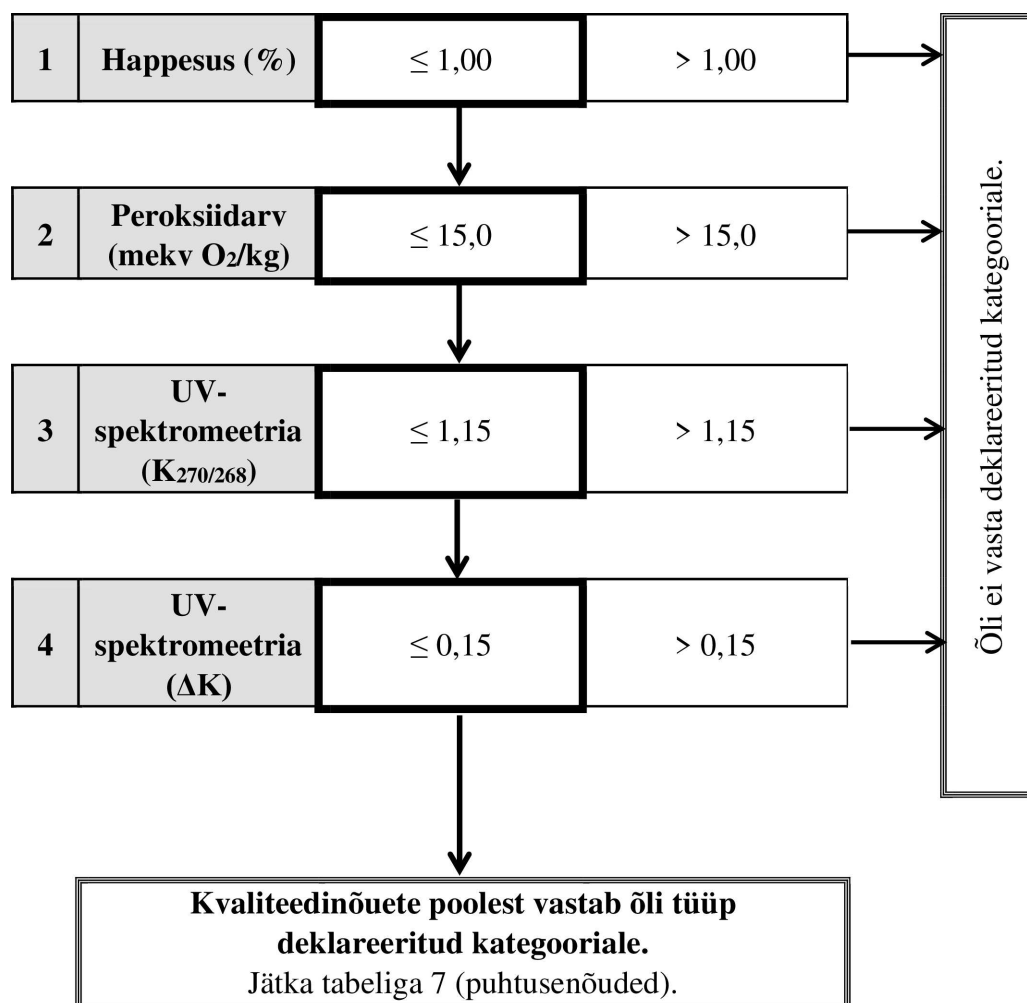 1 Happesus (%) ≤ 1,00 > 1,00
2 Peroksiidarv (mekv O₂/kg) ≤ 15,0 > 15,0
3 UV-spektromeetria (K₂₇₀/₂₆₈) ≤ 1,15 > 1,15
4 UV-spektromeetria (ΔK) ≤ 0,15 > 0,15
Õli ei vasta deklareeritud kategooriale.
Kvaliteedinõuete poolest vastab õli tüüp
deklareeritud kategooriale.
Jätka tabeliga 7 (puhtusenõuded).